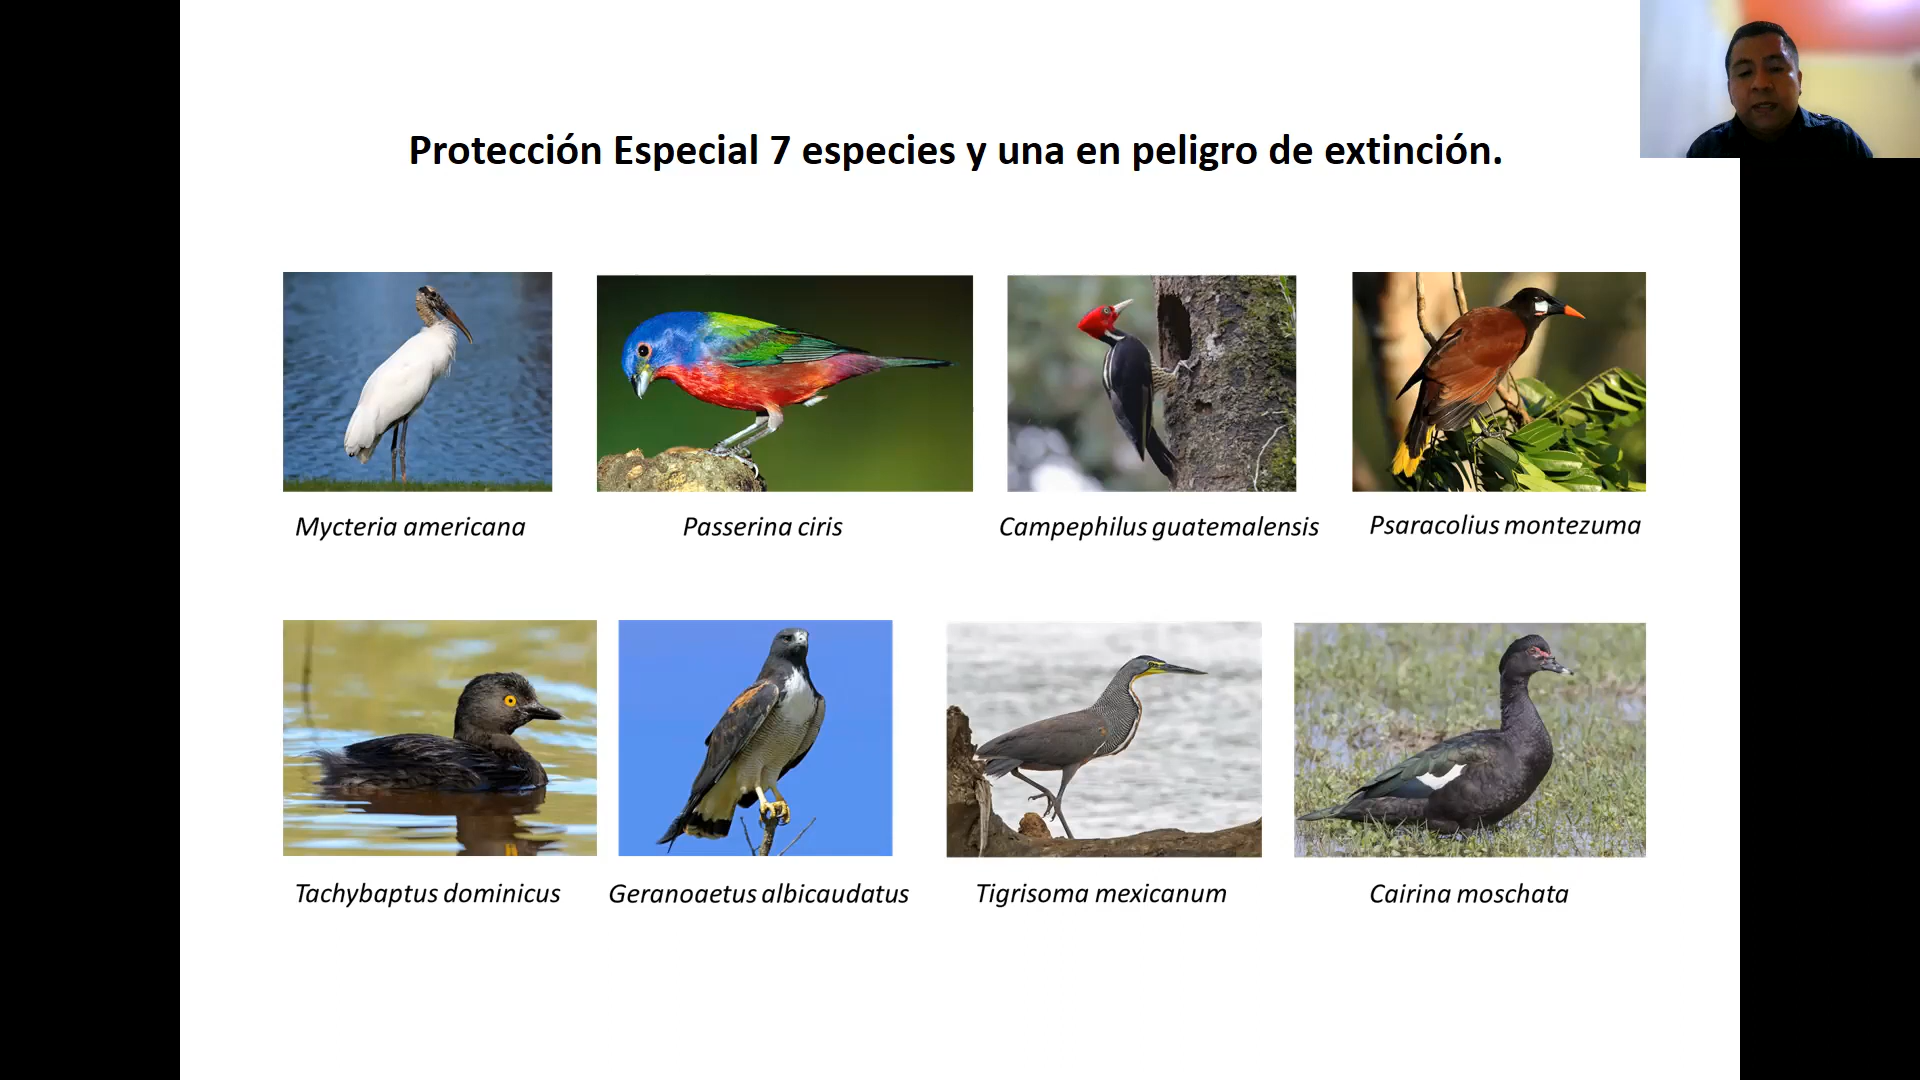 Protección Especial 7 especies y una en peligro de extinción.
Mycteria americana
Passerina ciris
Campephilus guatemalensis
Psaracolius montezuma
Tachybaptus dominicus
Geranoaetus albicaudatus
Tigrisoma mexicanum
Cairina moschata